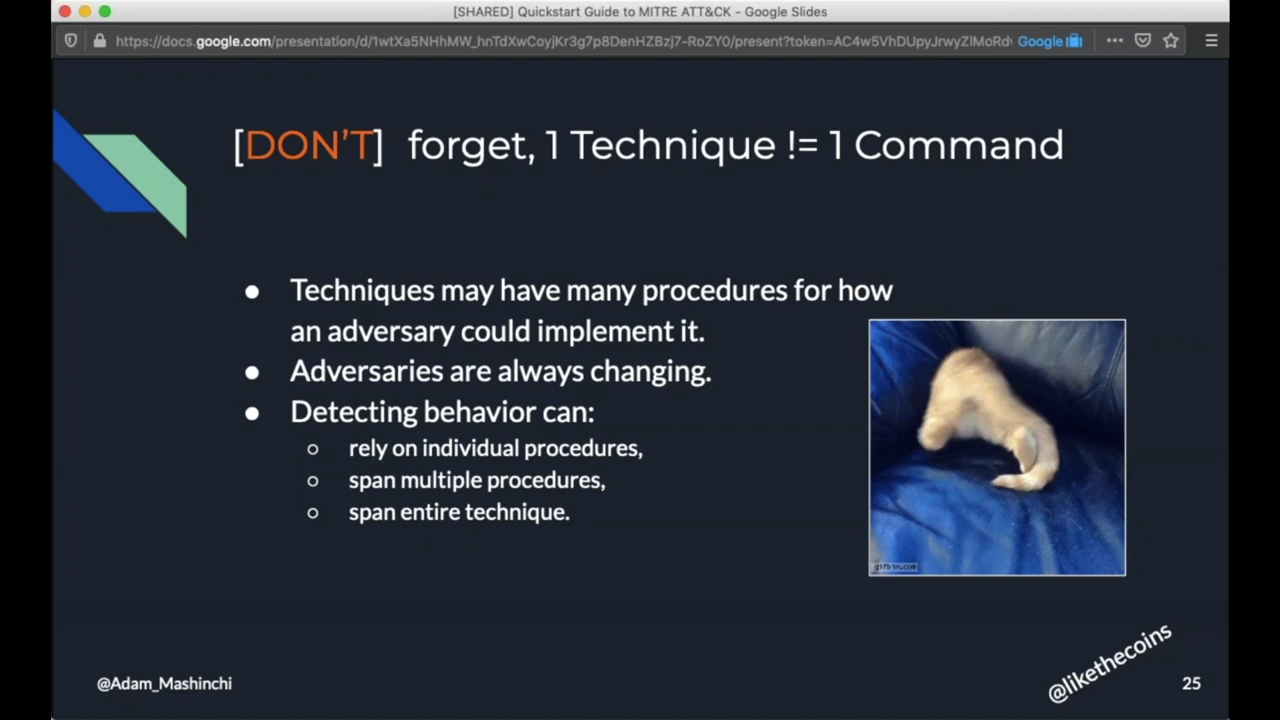 [SHARED] Quickstart Guide to MITRE ATT&CK - Google Slides
https://docs.google.com/presentation/d/1wtXa5NHhMW_hnTdXwCoyjKr3g7p8DenHZBzj7-RoZY0/present?token=AC4w5VhDUpyJrwyZlMoRd Google
[DON'T] forget, 1 Technique != 1 Command
● Techniques may have many procedures for how
an adversary could implement it.
● Adversaries are always changing.
● Detecting behavior can:
○ rely on individual procedures,
○ span multiple procedures,
○ span entire technique.
gifbin.com
@Adam_Mashinchi
@likethecoins
25